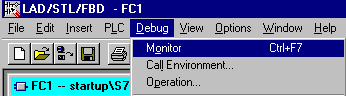 LAD/STL/FBD - FC1
File Edit Insert PLC Debug View Options Window Help
Monitor Ctrl+F7
FC1 -- startup\S7
Call Environment...
Operation...